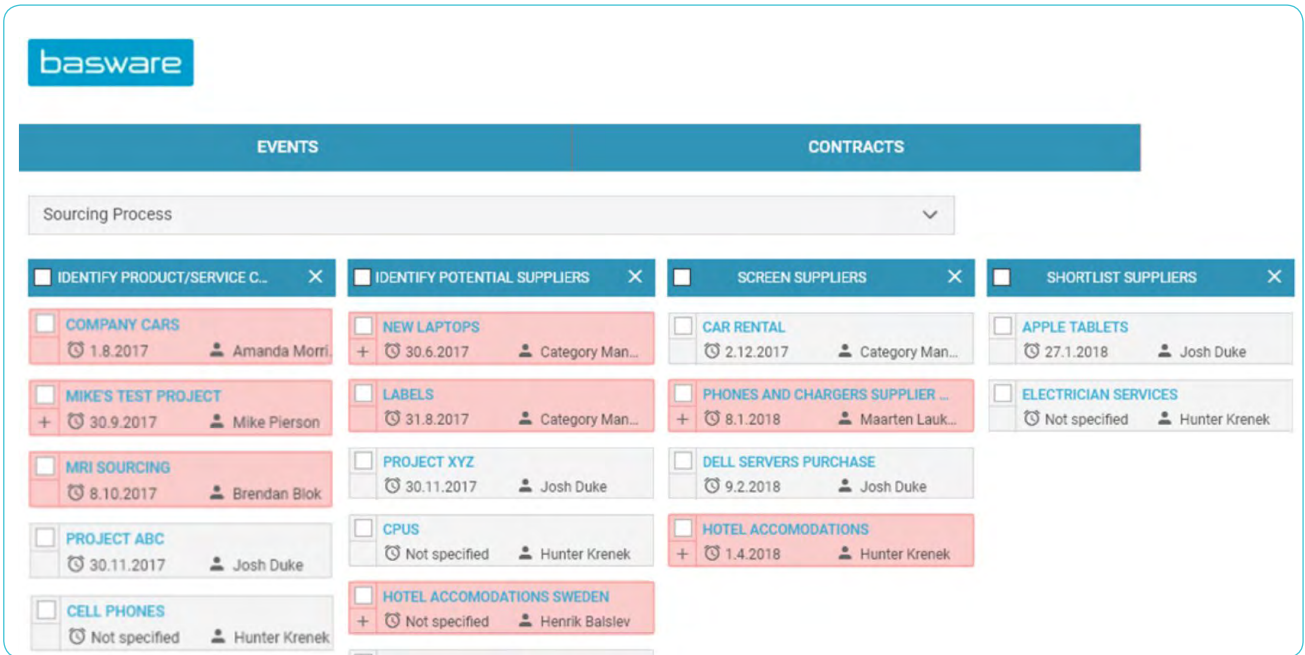 basware
EVENTS
CONTRACTS
Sourcing Process
IDENTIFY PRODUCT/SERVICE C...
COMPANY CARS
1.8.2017 Amanda Morri.
MIKE'S TEST PROJECT
+ 30.9.2017 Mike Pierson
MRI SOURCING
8.10.2017 Brendan Blok
PROJECT ABC
30.11.2017 Josh Duke
CELL PHONES
Not specified Hunter Krenek
IDENTIFY POTENTIAL SUPPLIERS
NEW LAPTOPS
+ 30.6.2017 Category Man...
LABELS
31.8.2017 Category Man...
PROJECT XYZ
30.11.2017 Josh Duke
CPUS
Not specified Hunter Krenek
HOTEL ACCOMODATIONS SWEDEN
+ Not specified Henrik Balslev
SCREEN SUPPLIERS
CAR RENTAL
2.12.2017 Category Man...
PHONES AND CHARGERS SUPPLIER ...
+ 8.1.2018 Maarten Lauk...
DELL SERVERS PURCHASE
9.2.2018 Josh Duke
HOTEL ACCOMODATIONS
+ 1.4.2018 Hunter Krenek
SHORTLIST SUPPLIERS
APPLE TABLETS
27.1.2018 Josh Duke
ELECTRICIAN SERVICES
Not specified Hunter Krenek